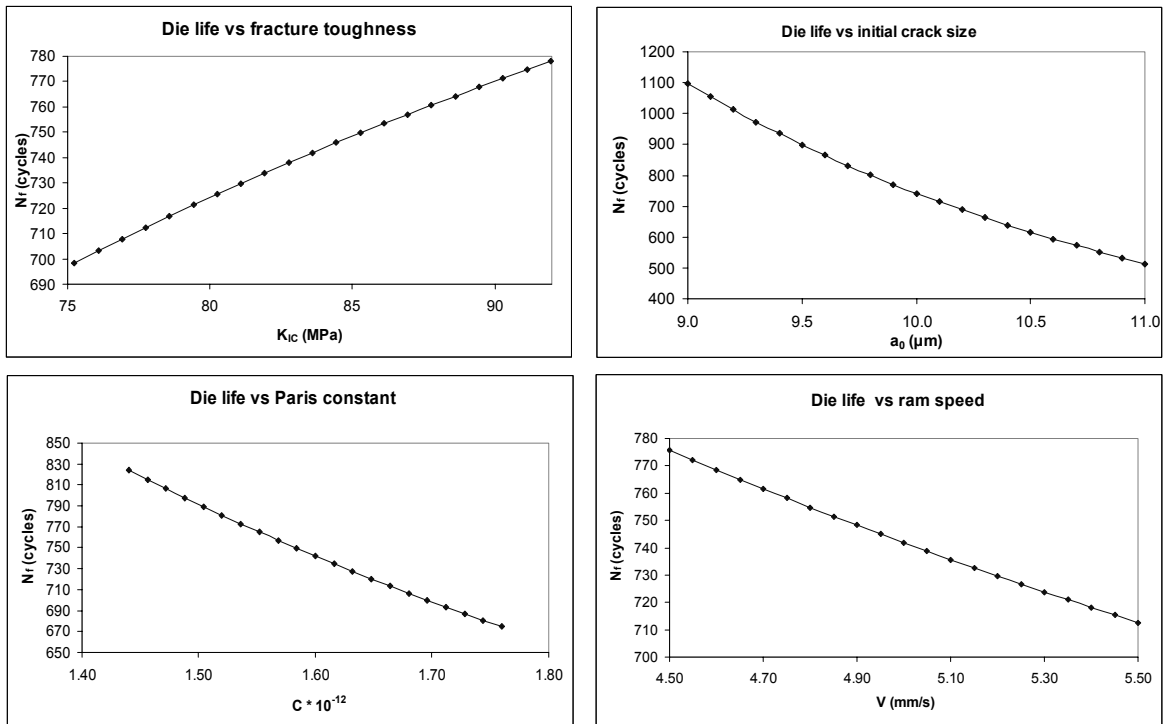 Die life vs fracture toughness
780
770
760
750
740
730
720
710
700
690
Nf (cycles)
75 80 85 90
KIC (MPa)
Die life vs initial crack size
1200
1100
1000
900
800
700
600
500
400
Nf (cycles)
9.0 9.5 10.0 10.5 11.0
a0 (µm)
Die life vs Paris constant
850
830
810
790
770
750
730
710
690
670
650
Nf (cycles)
1.40 1.50 1.60 1.70 1.80
C * 10-12
Die life vs ram speed
780
770
760
750
740
730
720
710
700
Nf (cycles)
4.50 4.70 4.90 5.10 5.30 5.50
V (mm/s)